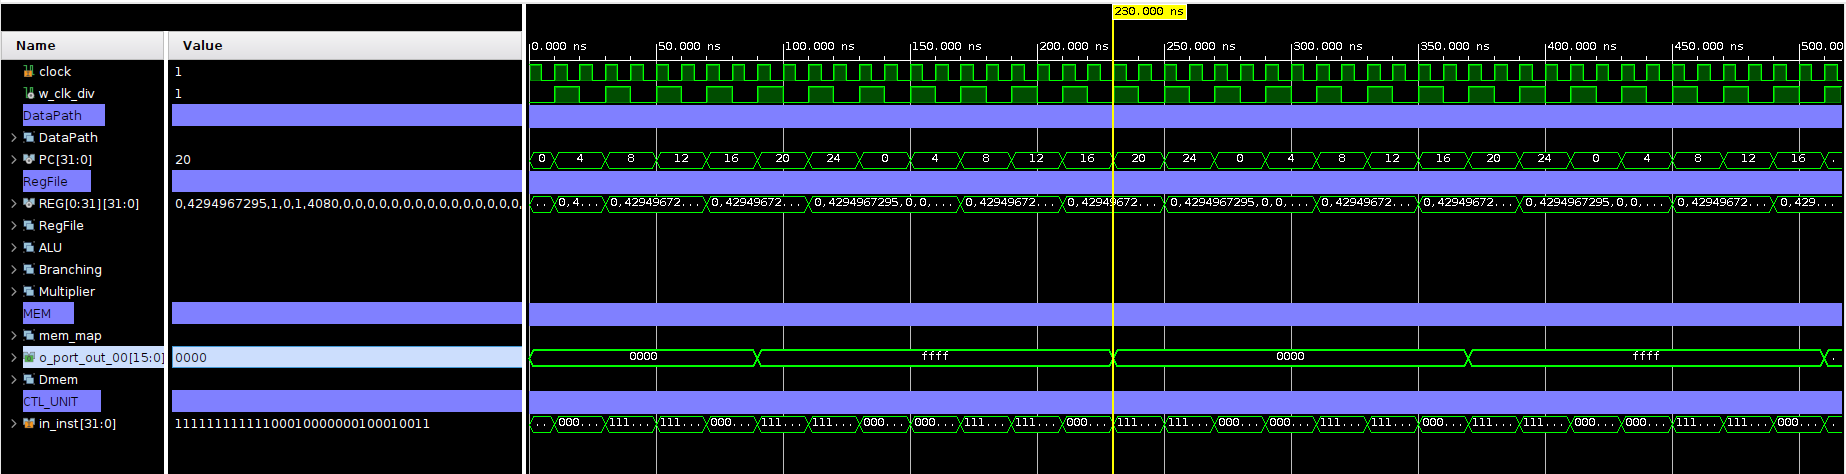 230.000 ns
Name Value
0.000 ns 50.000 ns 100.000 ns 150.000 ns 200.000 ns 250.000 ns 300.000 ns 350.000 ns 400.000 ns 450.000 ns 500.00
clock 1
w_clk_div 1
DataPath
DataPath
PC[31:0] 20 0 4 8 12 16 20 24 0 4 8 12 16 20 24 0 4 8 12 16 20 24 0 4 8 12 16 .
RegFile
REG[0:31][31:0] 0,4294967295,1,0,1,4080,0,0,0,0,0,0,0,0,0,0,0,0,0, ... 0,4... 0,42949672... 0,42949672... 0,4294967295,0,0,... 0,42949672... 0,42949672... 0,4294967295,0,0,... 0,42949672... 0,42949672... 0,4294967295,0,0,... 0,42949672... 0,429...
RegFile
ALU
Branching
Multiplier
MEM
mem_map
o_port_out_00[15:0] 0000 0000 ffff 0000 ffff .
Dmem
CTL_UNIT
in_inst[31:0] 11111111111100010000000100010011 .. 000... 111... 111... 000... 111... 111... 000... 000... 111... 111... 000... 111... 111... 000... 000... 111... 111... 000... 111... 111... 000... 000... 111... 111... 000...